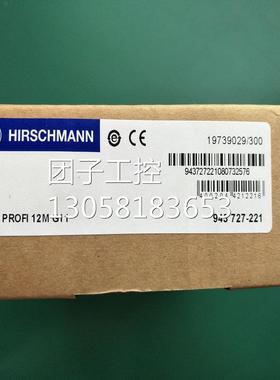 HIRSCHMANN
19739029/300
943727221080732576
团子工控
13058183653
PROFI 12M G11
943 727-221